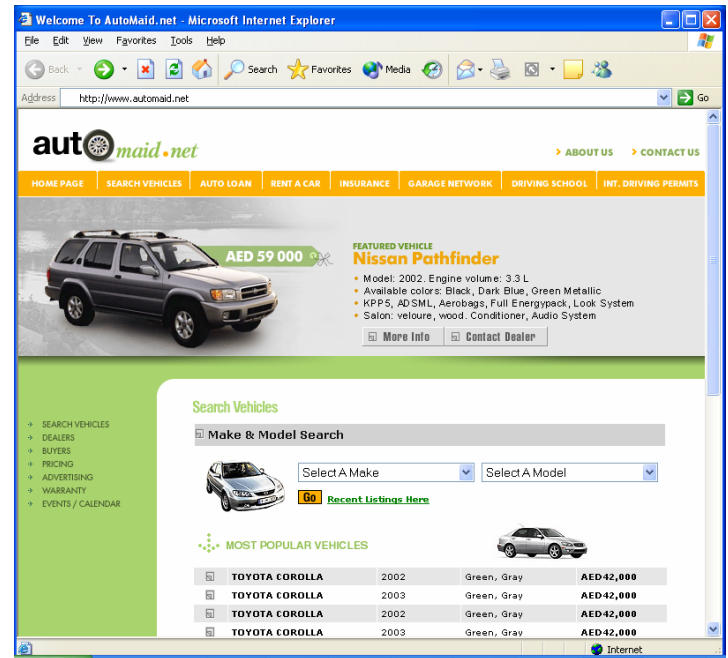 Welcome To AutoMaid.net - Microsoft Internet Explorer
File Edit View Favorites Tools Help
Back Search Favorites Media
Address http://www.automaid.net Go
automaid.net
ABOUT US CONTACT US
HOME PAGE SEARCH VEHICLES AUTO LOAN RENT A CAR INSURANCE GARAGE NETWORK DRIVING SCHOOL INT. DRIVING PERMITS
AED 59 000
FEATURED VEHICLE
Nissan Pathfinder
Model: 2002. Engine volume: 3.3 L
Available colors: Black, Dark Blue, Green Metallic
KPP5, ADSML, Aerobags, Full Energypack, Look System
Salon: veloure, wood. Conditioner, Audio System
More Info Contact Dealer
SEARCH VEHICLES
DEALERS
BUYERS
PRICING
ADVERTISING
WARRANTY
EVENTS / CALENDAR
Search Vehicles
Make & Model Search
Select A Make Select A Model
Go Recent Listings Here
MOST POPULAR VEHICLES
TOYOTA COROLLA 2002 Green, Gray AED42,000
TOYOTA COROLLA 2003 Green, Gray AED42,000
TOYOTA COROLLA 2002 Green, Gray AED42,000
TOYOTA COROLLA 2003 Green, Gray AED42,000
Internet